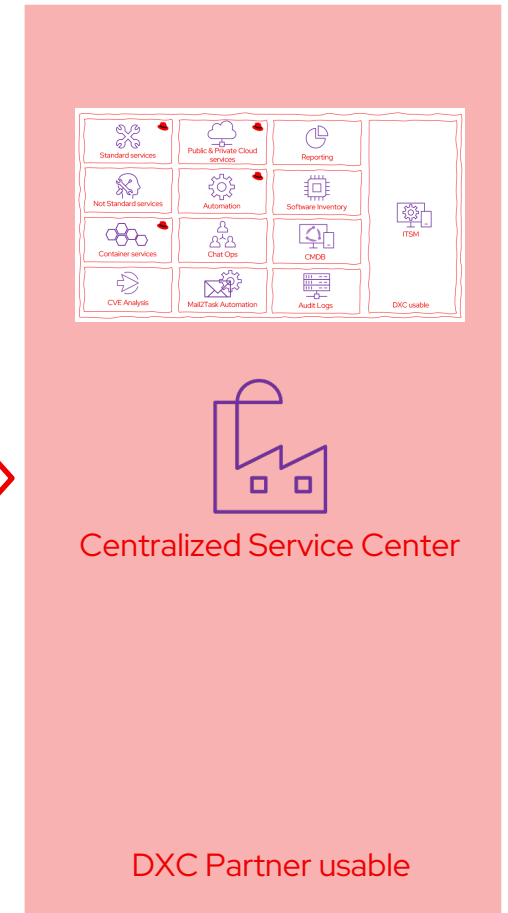 Standard services
Public & Private Cloud
services
Reporting
Not Standard services
Automation
Software Inventory
ITSM
Container services
Chat Ops
CMDB
CVE Analysis
Mail2Task Automation
Audit Logs
DXC usable
Centralized Service Center
DXC Partner usable